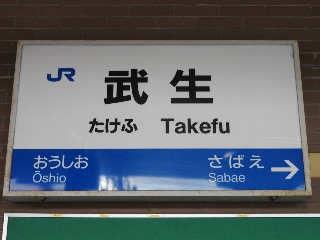 JR 武生
たけふ Takefu
おうしお さばえ
Ōshio Sabae →